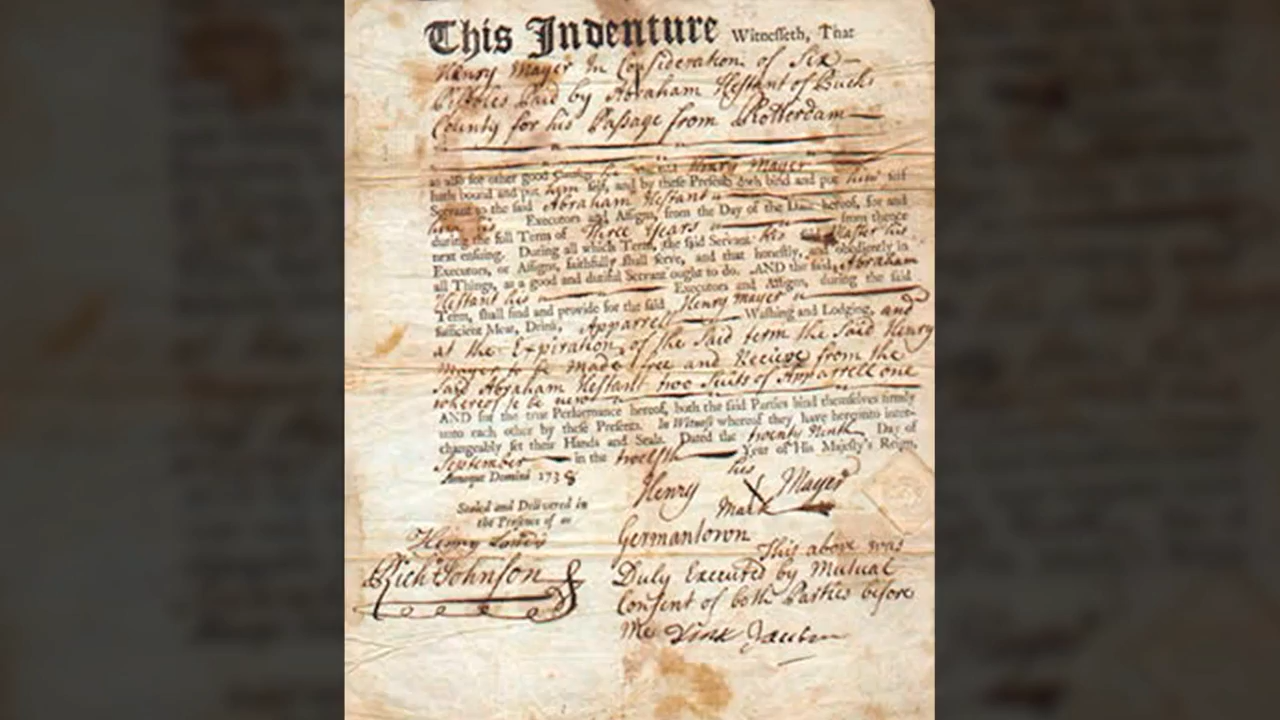 This Indenture Witnesseth, That
Henry Mayer In Consideration of Six
Pistoles Paid by Abraham Hestant of Bucks
County for his Passage from Rotterdam
as also for other good Henry Mayer
hath bound and put him self, and by these Presents doth bind and put him self
Servant to the said Abraham Hestant
Executors and Assigns, from the Day of the Date hereof, for and
during the full Term of Three Years from thence
next ensuing. During all which Term, the said Servant his said Master his
Executors, or Assigns, faithfully shall serve, and that honestly, and obediently in
all Things, as a good and dutiful Servant ought to do. AND the said Abraham
Hestant his Executors and Assigns, during the said
Term, shall find and provide for the said Henry mayer
sufficient Meat, Drink, Apparrell Washing and Lodging, and
at the Expiration of the said term the Said Henry
Mayer to be Made free and Recieve from the
Said Abraham Hestant two Suits of Apparrell one
whereof to be new
AND for the true Performance hereof, both the said Parties bind themselves firmly
unto each other by these Presents. In Witness whereof they have hereunto inter-
changeably set their Hands and Seals. Dated the twenty Ninth Day of
September in the twelfth Year of His Majesty's Reign,
Annoque Domini 1738
his
Henry X Mayer
Mark
Sealed and Delivered in
the Presence of us
Henry
Richd Johnson
Germantown
This above was
Duly Executed by Mutual
Consent of both Parties before
Me